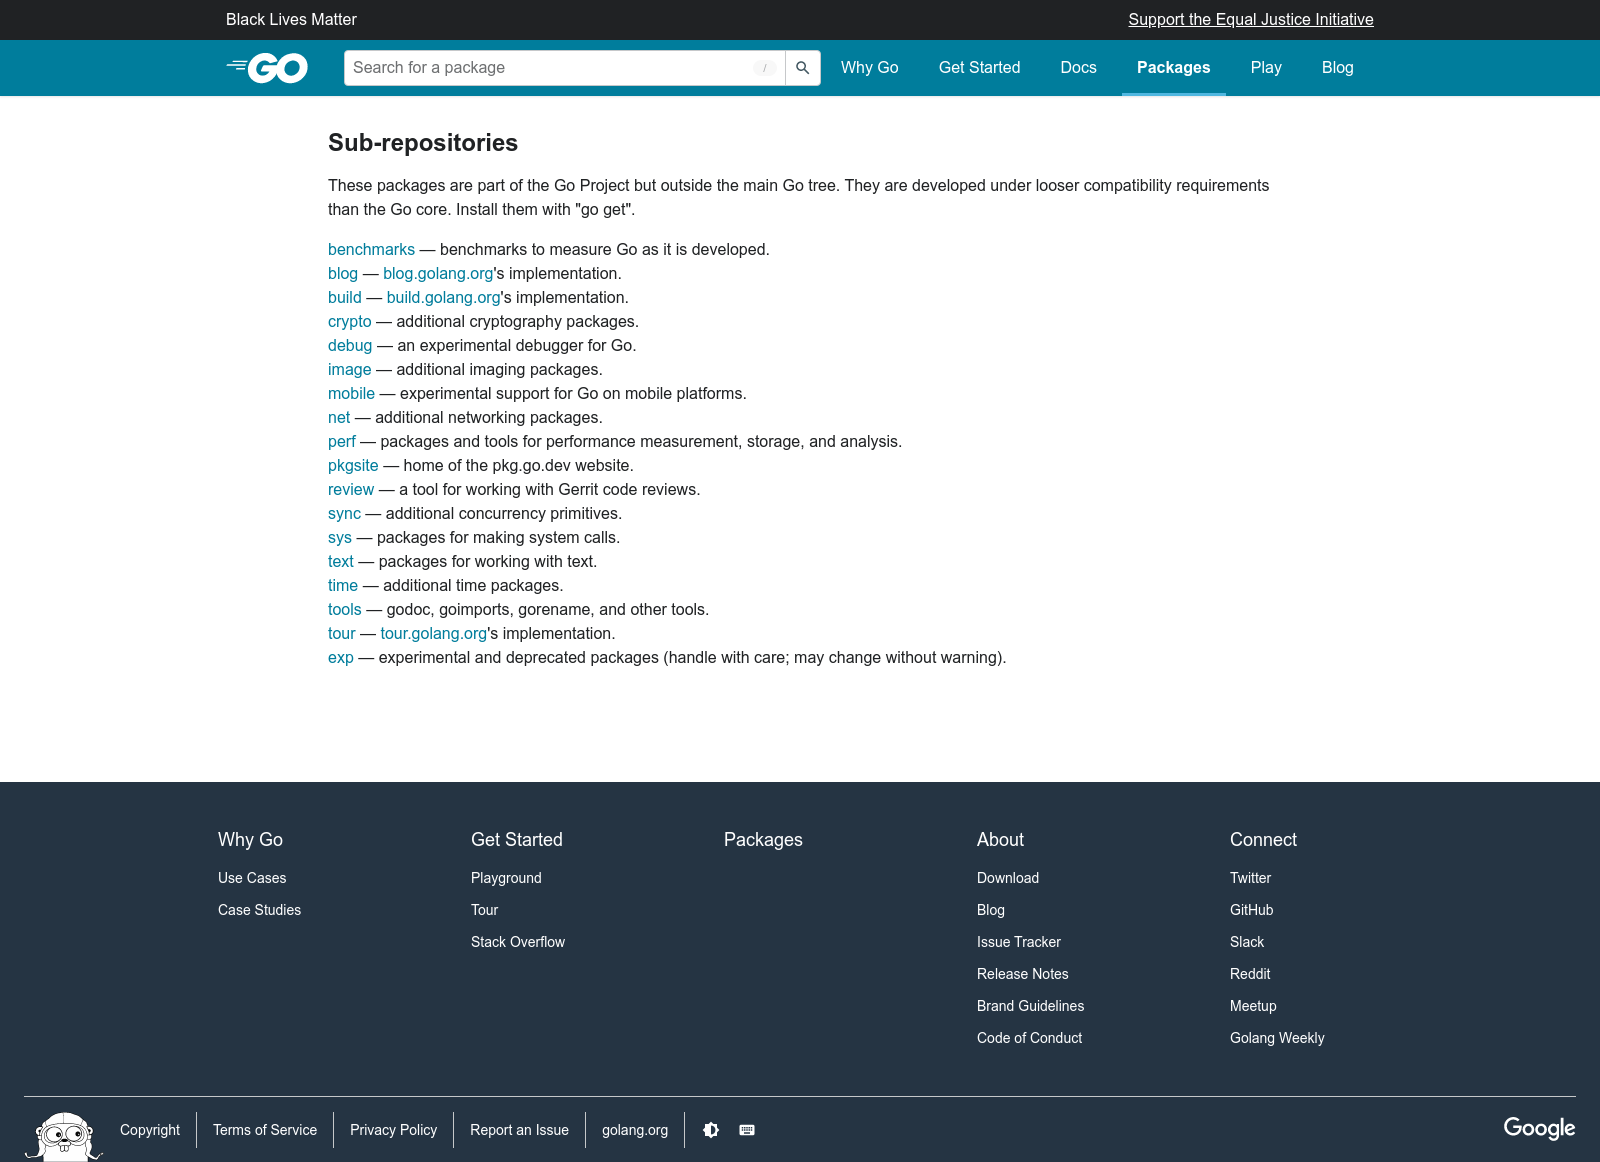 Black Lives Matter
Support the Equal Justice Initiative
GO
Search for a package
/
Why Go
Get Started
Docs
Packages
Play
Blog
Sub-repositories
These packages are part of the Go Project but outside the main Go tree. They are developed under looser compatibility requirements
than the Go core. Install them with "go get".
benchmarks — benchmarks to measure Go as it is developed.
blog — blog.golang.org's implementation.
build — build.golang.org's implementation.
crypto — additional cryptography packages.
debug — an experimental debugger for Go.
image — additional imaging packages.
mobile — experimental support for Go on mobile platforms.
net — additional networking packages.
perf — packages and tools for performance measurement, storage, and analysis.
pkgsite — home of the pkg.go.dev website.
review — a tool for working with Gerrit code reviews.
sync — additional concurrency primitives.
sys — packages for making system calls.
text — packages for working with text.
time — additional time packages.
tools — godoc, goimports, gorename, and other tools.
tour — tour.golang.org's implementation.
exp — experimental and deprecated packages (handle with care; may change without warning).
Why Go
Use Cases
Case Studies
Get Started
Playground
Tour
Stack Overflow
Packages
About
Download
Blog
Issue Tracker
Release Notes
Brand Guidelines
Code of Conduct
Connect
Twitter
GitHub
Slack
Reddit
Meetup
Golang Weekly
Copyright
Terms of Service
Privacy Policy
Report an Issue
golang.org
Google